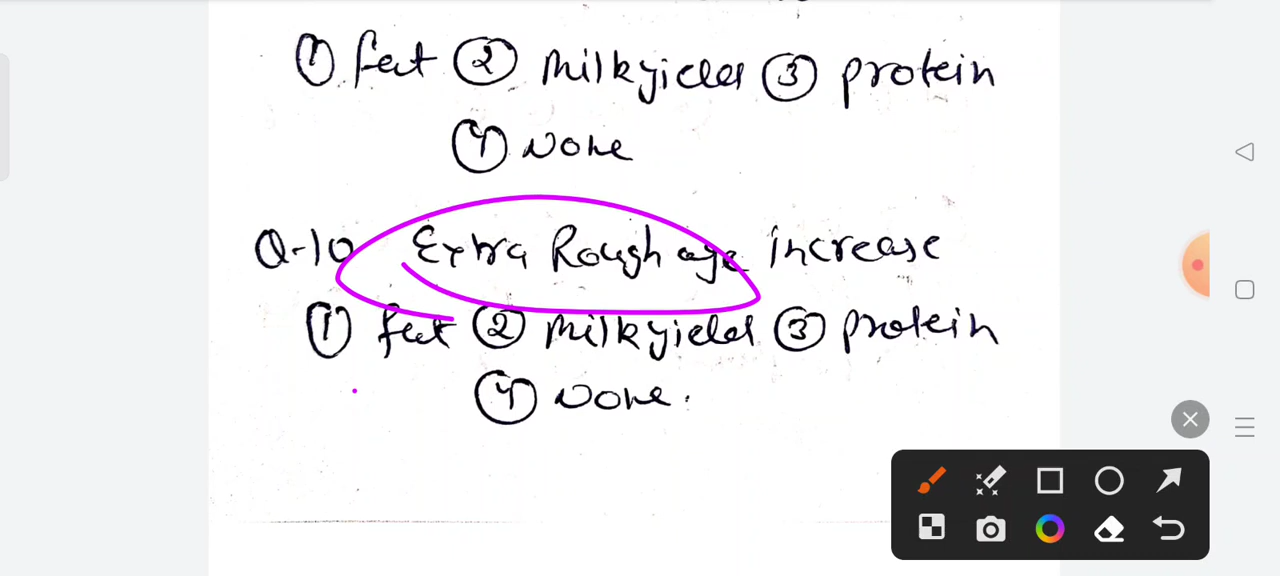 ① fat ② Milkyield ③ protein
④ None
Q-10 Extra Roughage increase
① fat ② Milkyield ③ protein
④ None.